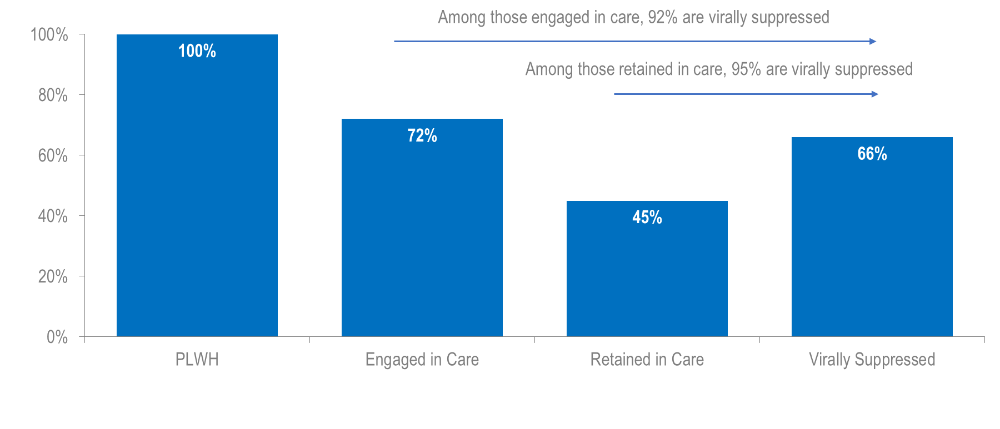 Among those engaged in care, 92% are virally suppressed
100%
100%
Among those retained in care, 95% are virally suppressed
80%
72%
60%
66%
40%
45%
20%
0%
PLWH
Engaged in Care
Retained in Care
Virally Suppressed